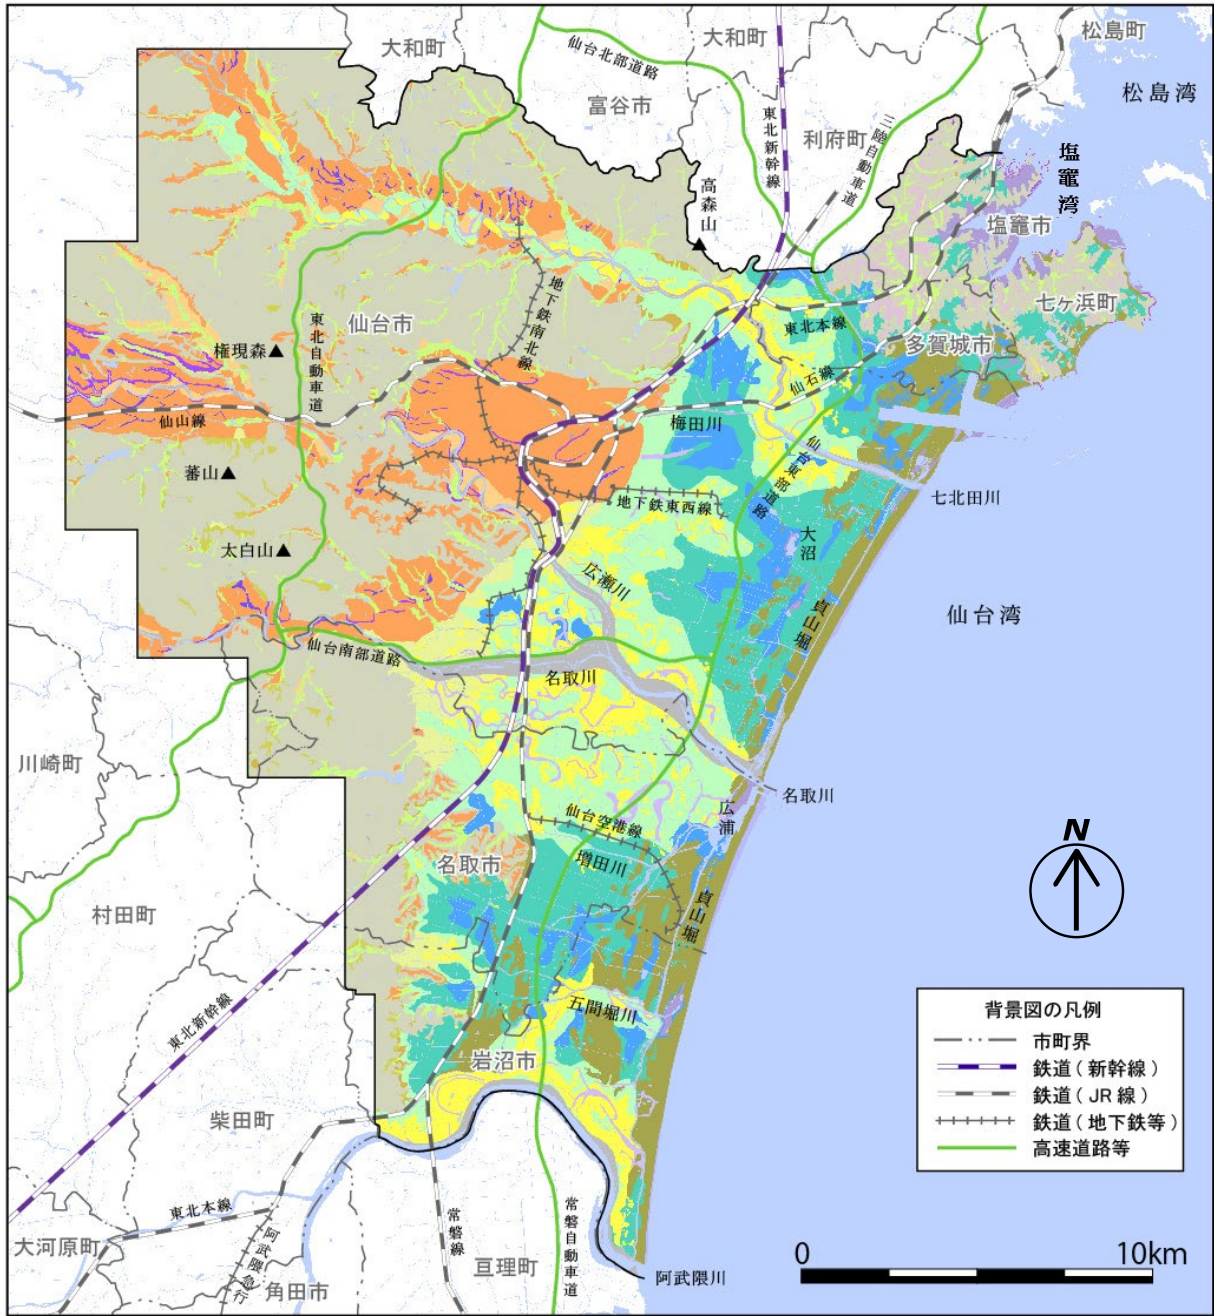 大和町
大和町
松島町
仙台北部道路
松島湾
富谷市
東北新幹線
利府町
三陸自動車道
塩竈湾
高森山
塩竈市
地下鉄南北線
七ヶ浜町
仙台市
東北自動車道
東北本線
権現森
多賀城市
仙石線
仙山線
梅田川
蕃山
仙台東部道路
七北田川
地下鉄東西線
大沼
太白山
広瀬川
貞山堀
仙台湾
仙台南部道路
名取川
川崎町
名取川
広浦
仙台空港線
N
増田川
名取市
村田町
貞山堀
東北新幹線
五間堀川
岩沼市
柴田町
背景図の凡例
市町界
鉄道(新幹線)
鉄道(JR線)
鉄道(地下鉄等)
高速道路等
東北本線
大河原町
阿武隈急行
角田市
常磐線
亘理町
常磐自動車道
阿武隈川
0
10km